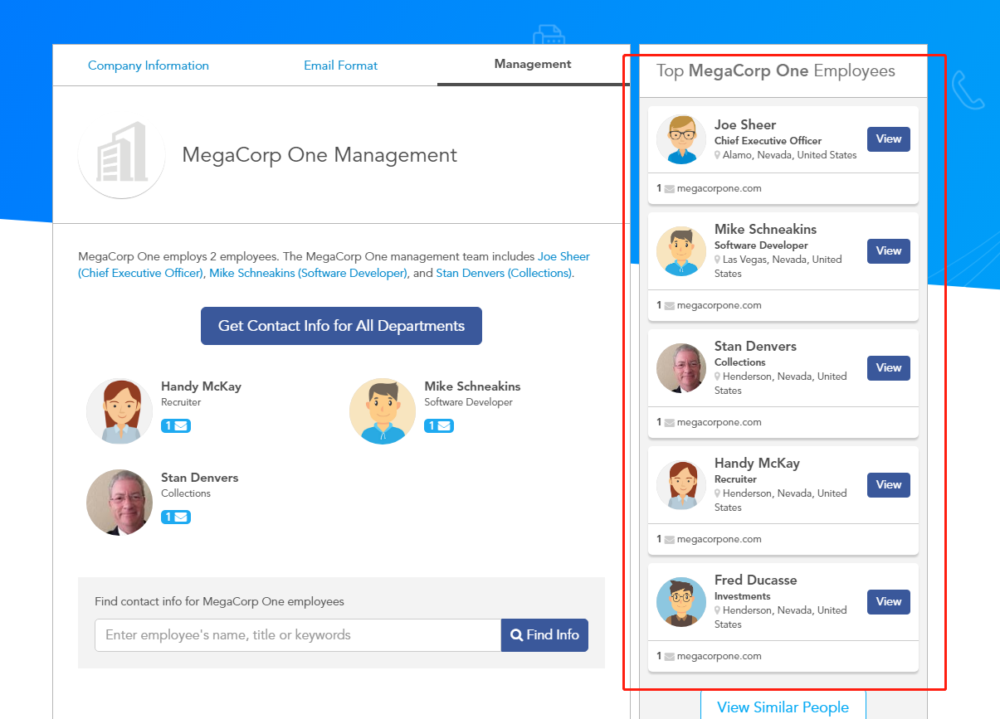 Company Information
Email Format
Management
MegaCorp One Management
MegaCorp One employs 2 employees. The MegaCorp One management team includes Joe Sheer
(Chief Executive Officer), Mike Schneakins (Software Developer), and Stan Denvers (Collections).
Get Contact Info for All Departments
Handy McKay
Recruiter
1
Mike Schneakins
Software Developer
1
Stan Denvers
Collections
1
Find contact info for MegaCorp One employees
Enter employee's name, title or keywords
Find Info
Top MegaCorp One Employees
Joe Sheer
Chief Executive Officer
Alamo, Nevada, United States
View
1 megacorpone.com
Mike Schneakins
Software Developer
Las Vegas, Nevada, United
States
View
1 megacorpone.com
Stan Denvers
Collections
Henderson, Nevada, United
States
View
1 megacorpone.com
Handy McKay
Recruiter
Henderson, Nevada, United
States
View
1 megacorpone.com
Fred Ducasse
Investments
Henderson, Nevada, United
States
View
1 megacorpone.com
View Similar People